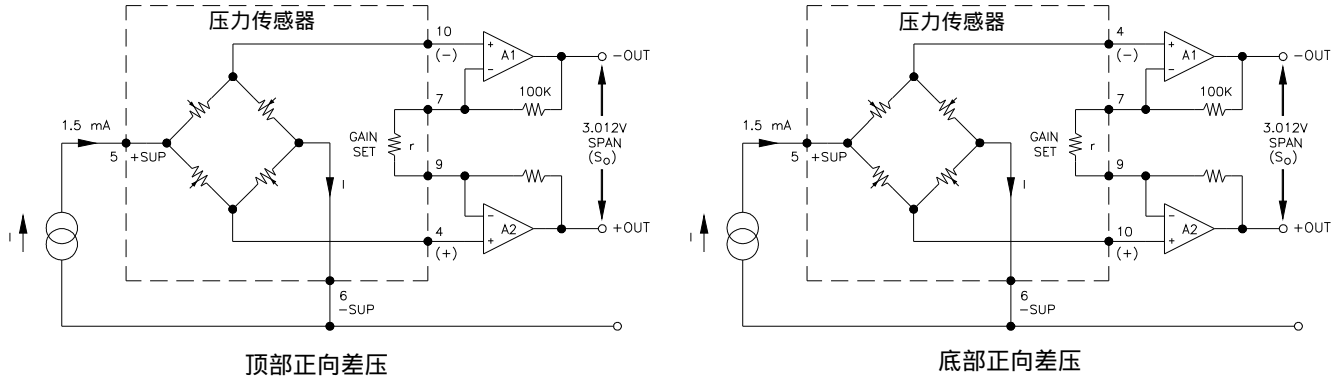 压力传感器
10
(−)
A1
+
−
−OUT
7
100K
1.5 mA
5
+SUP
GAIN
SET
r
3.012V
SPAN
(So)
9
I
I
−
+
A2
+OUT
4
(+)
6
−SUP
顶部正向差压
压力传感器
4
(−)
A1
+
−
−OUT
7
100K
1.5 mA
5
+SUP
GAIN
SET
r
3.012V
SPAN
(So)
9
I
I
−
+
A2
+OUT
10
(+)
6
−SUP
底部正向差压